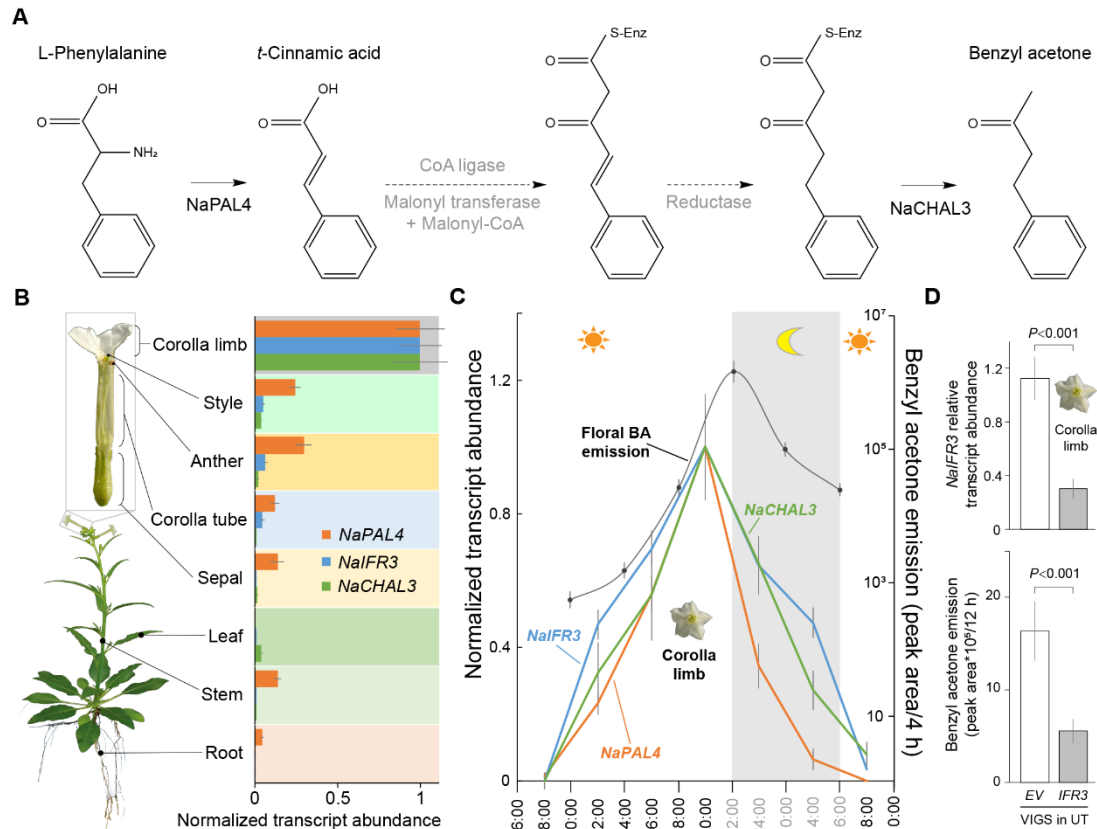 A
L-Phenylalanine
t-Cinnamic acid
Benzyl acetone
S-Enz
S-Enz
OH
O
NH₂
OH
O
O
O
O
O
O
NaPAL4
CoA ligase
Malonyl transferase
+ Malonyl-CoA
Reductase
NaCHAL3
B
Corolla limb
Style
Anther
Corolla tube
Sepal
Leaf
Stem
Root
NaPAL4
NaIFR3
NaCHAL3
0
0.5
1
Normalized transcript abundance
C
Normalized transcript abundance
1.2
0.8
0.4
0
Floral BA
emission
NaCHAL3
NaIFR3
NaPAL4
Corolla
limb
10⁷
10⁵
10³
10
Benzyl acetone emission (peak area/4 h)
6:00
8:00
0:00
2:00
4:00
6:00
8:00
0:00
2:00
0:00
2:00
4:00
6:00
8:00
0:00
D
P<0.001
NaIFR3 relative
transcript abundance
1.2
0.8
0.4
0
Corolla
limb
P<0.001
Benzyl acetone emission
(peak area*10⁶/12 h)
20
10
0
EV IFR3
VIGS in UT